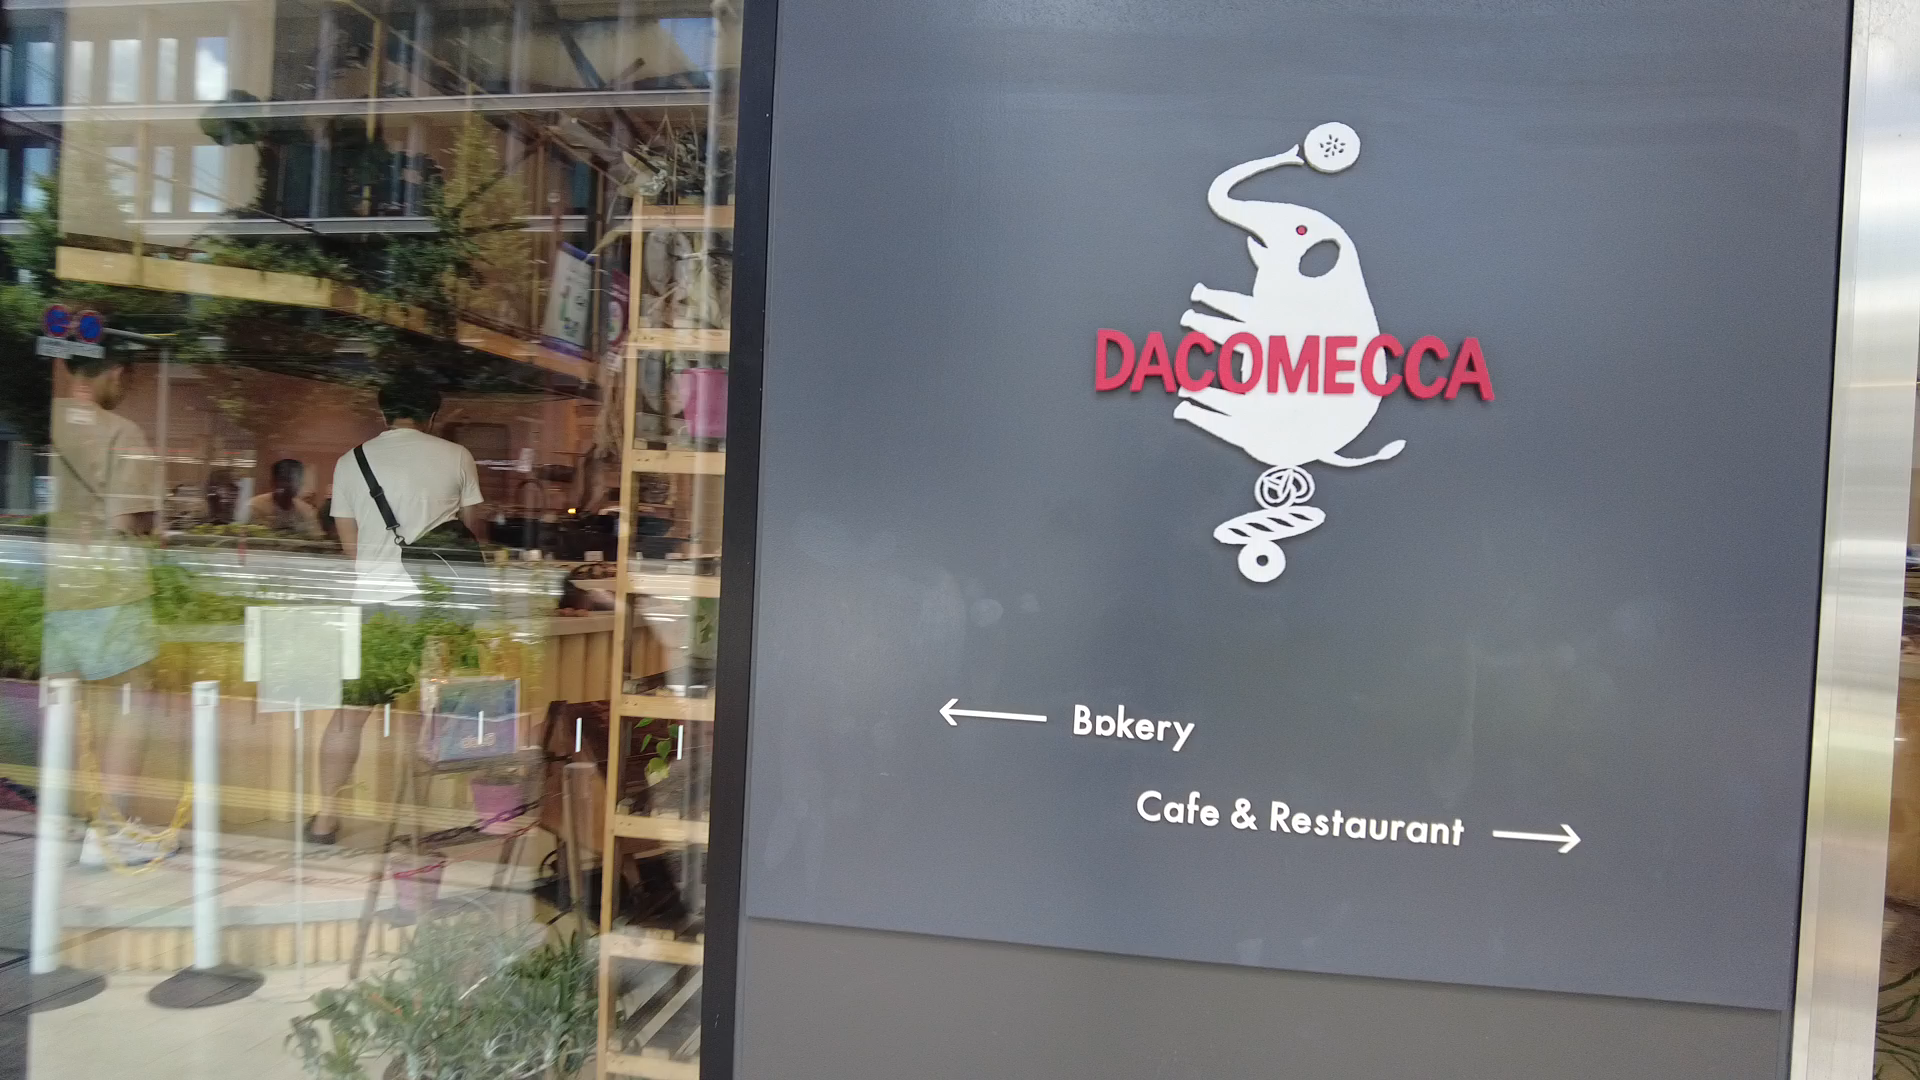 DACOMECCA
Bakery
Cafe & Restaurant